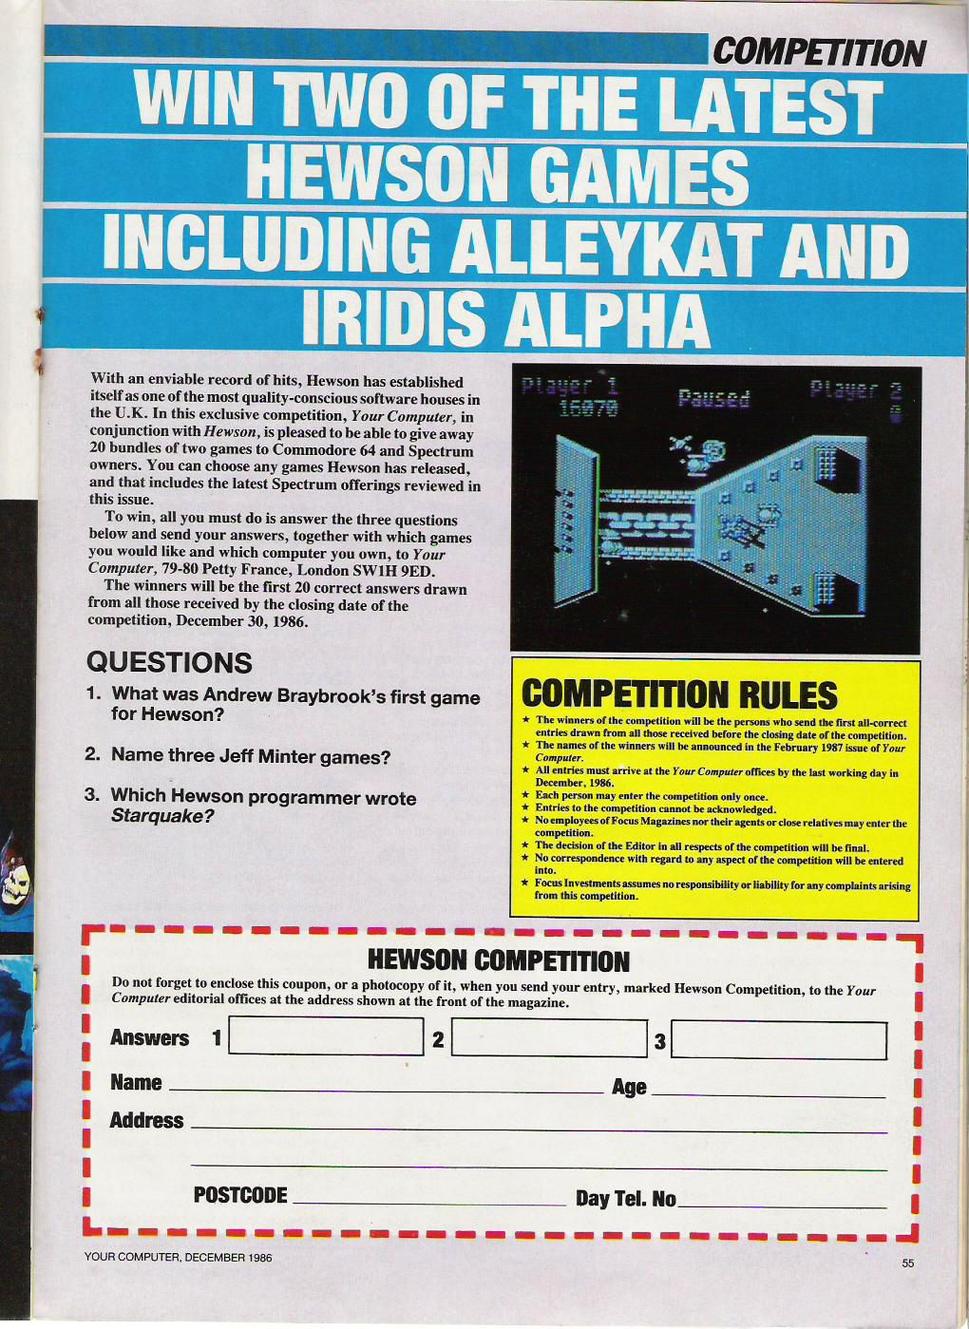 COMPETITION
WIN TWO OF THE LATEST
HEWSON GAMES
INCLUDING ALLEYKAT AND
IRIDIS ALPHA
With an enviable record of hits, Hewson has established
itself as one of the most quality-conscious software houses in
the U.K. In this exclusive competition, Your Computer, in
conjunction with Hewson, is pleased to be able to give away
20 bundles of two games to Commodore 64 and Spectrum
owners. You can choose any games Hewson has released,
and that includes the latest Spectrum offerings reviewed in
this issue.
To win, all you must do is answer the three questions
below and send your answers, together with which games
you would like and which computer you own, to Your
Computer, 79-80 Petty France, London SW1H 9ED.
The winners will be the first 20 correct answers drawn
from all those received by the closing date of the
competition, December 30, 1986.
QUESTIONS
1. What was Andrew Braybrook's first game
for Hewson?
2. Name three Jeff Minter games?
3. Which Hewson programmer wrote
Starquake?
Player 1
16070
Paused
Player 2
0
COMPETITION RULES
★ The winners of the competition will be the persons who send the first all-correct
entries drawn from all those received before the closing date of the competition.
★ The names of the winners will be announced in the February 1987 issue of Your
Computer.
★ All entries must arrive at the Your Computer offices by the last working day in
December, 1986.
★ Each person may enter the competition only once.
★ Entries to the competition cannot be acknowledged.
★ No employees of Focus Magazines nor their agents or close relatives may enter the
competition.
★ The decision of the Editor in all respects of the competition will be final.
★ No correspondence with regard to any aspect of the competition will be entered
into.
★ Focus Investments assumes no responsibility or liability for any complaints arising
from this competition.
HEWSON COMPETITION
Do not forget to enclose this coupon, or a photocopy of it, when you send your entry, marked Hewson Competition, to the Your
Computer editorial offices at the address shown at the front of the magazine.
Answers 1 2 3
Name Age
Address
POSTCODE Day Tel. No
YOUR COMPUTER, DECEMBER 1986
55